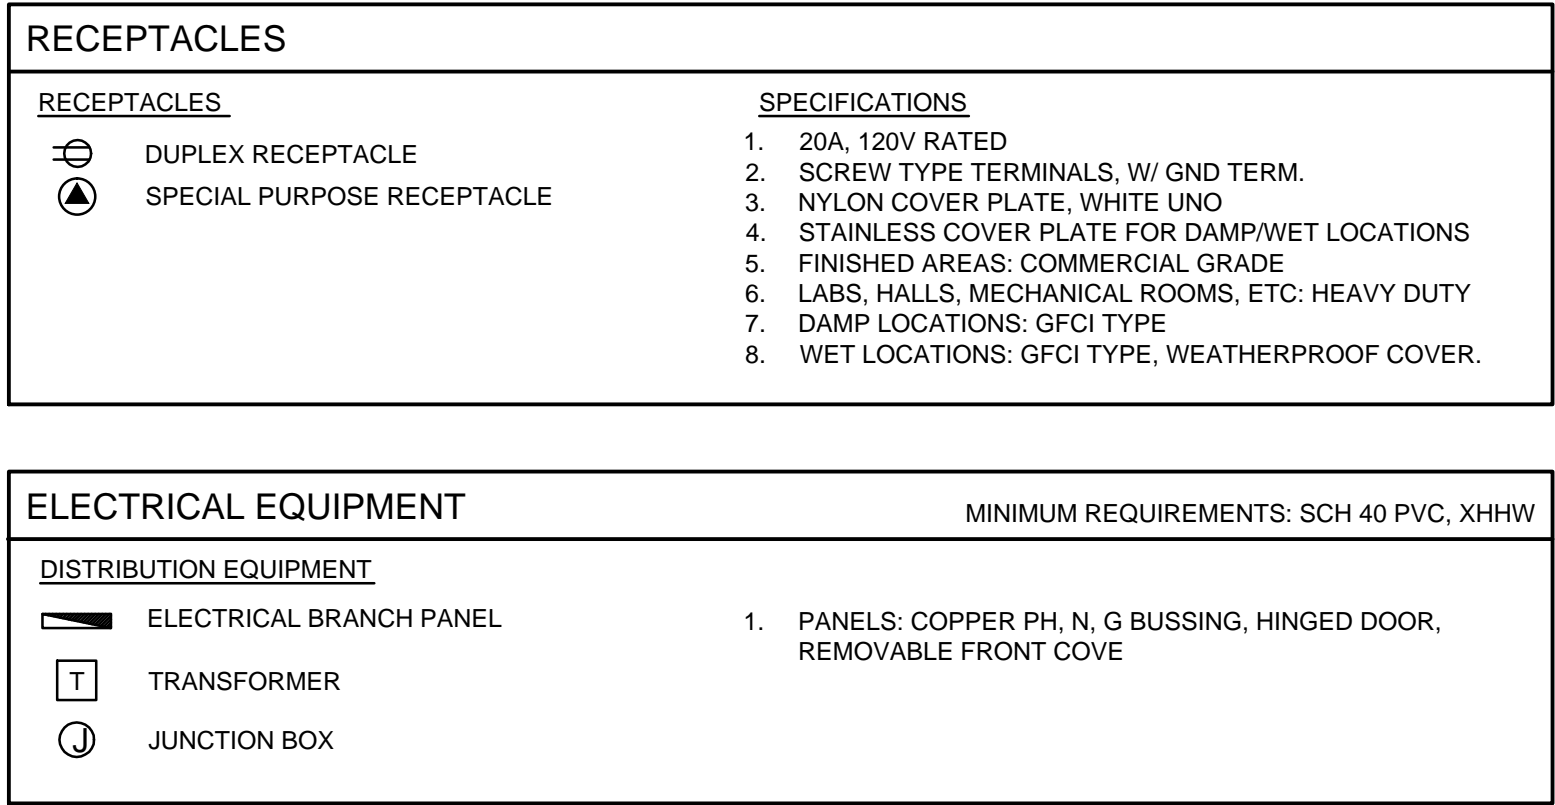 RECEPTACLES
RECEPTACLES
DUPLEX RECEPTACLE
SPECIAL PURPOSE RECEPTACLE
SPECIFICATIONS
1. 20A, 120V RATED
2. SCREW TYPE TERMINALS, W/ GND TERM.
3. NYLON COVER PLATE, WHITE UNO
4. STAINLESS COVER PLATE FOR DAMP/WET LOCATIONS
5. FINISHED AREAS: COMMERCIAL GRADE
6. LABS, HALLS, MECHANICAL ROOMS, ETC: HEAVY DUTY
7. DAMP LOCATIONS: GFCI TYPE
8. WET LOCATIONS: GFCI TYPE, WEATHERPROOF COVER.
ELECTRICAL EQUIPMENT
MINIMUM REQUIREMENTS: SCH 40 PVC, XHHW
DISTRIBUTION EQUIPMENT
ELECTRICAL BRANCH PANEL
T TRANSFORMER
J JUNCTION BOX
1. PANELS: COPPER PH, N, G BUSSING, HINGED DOOR,
REMOVABLE FRONT COVE